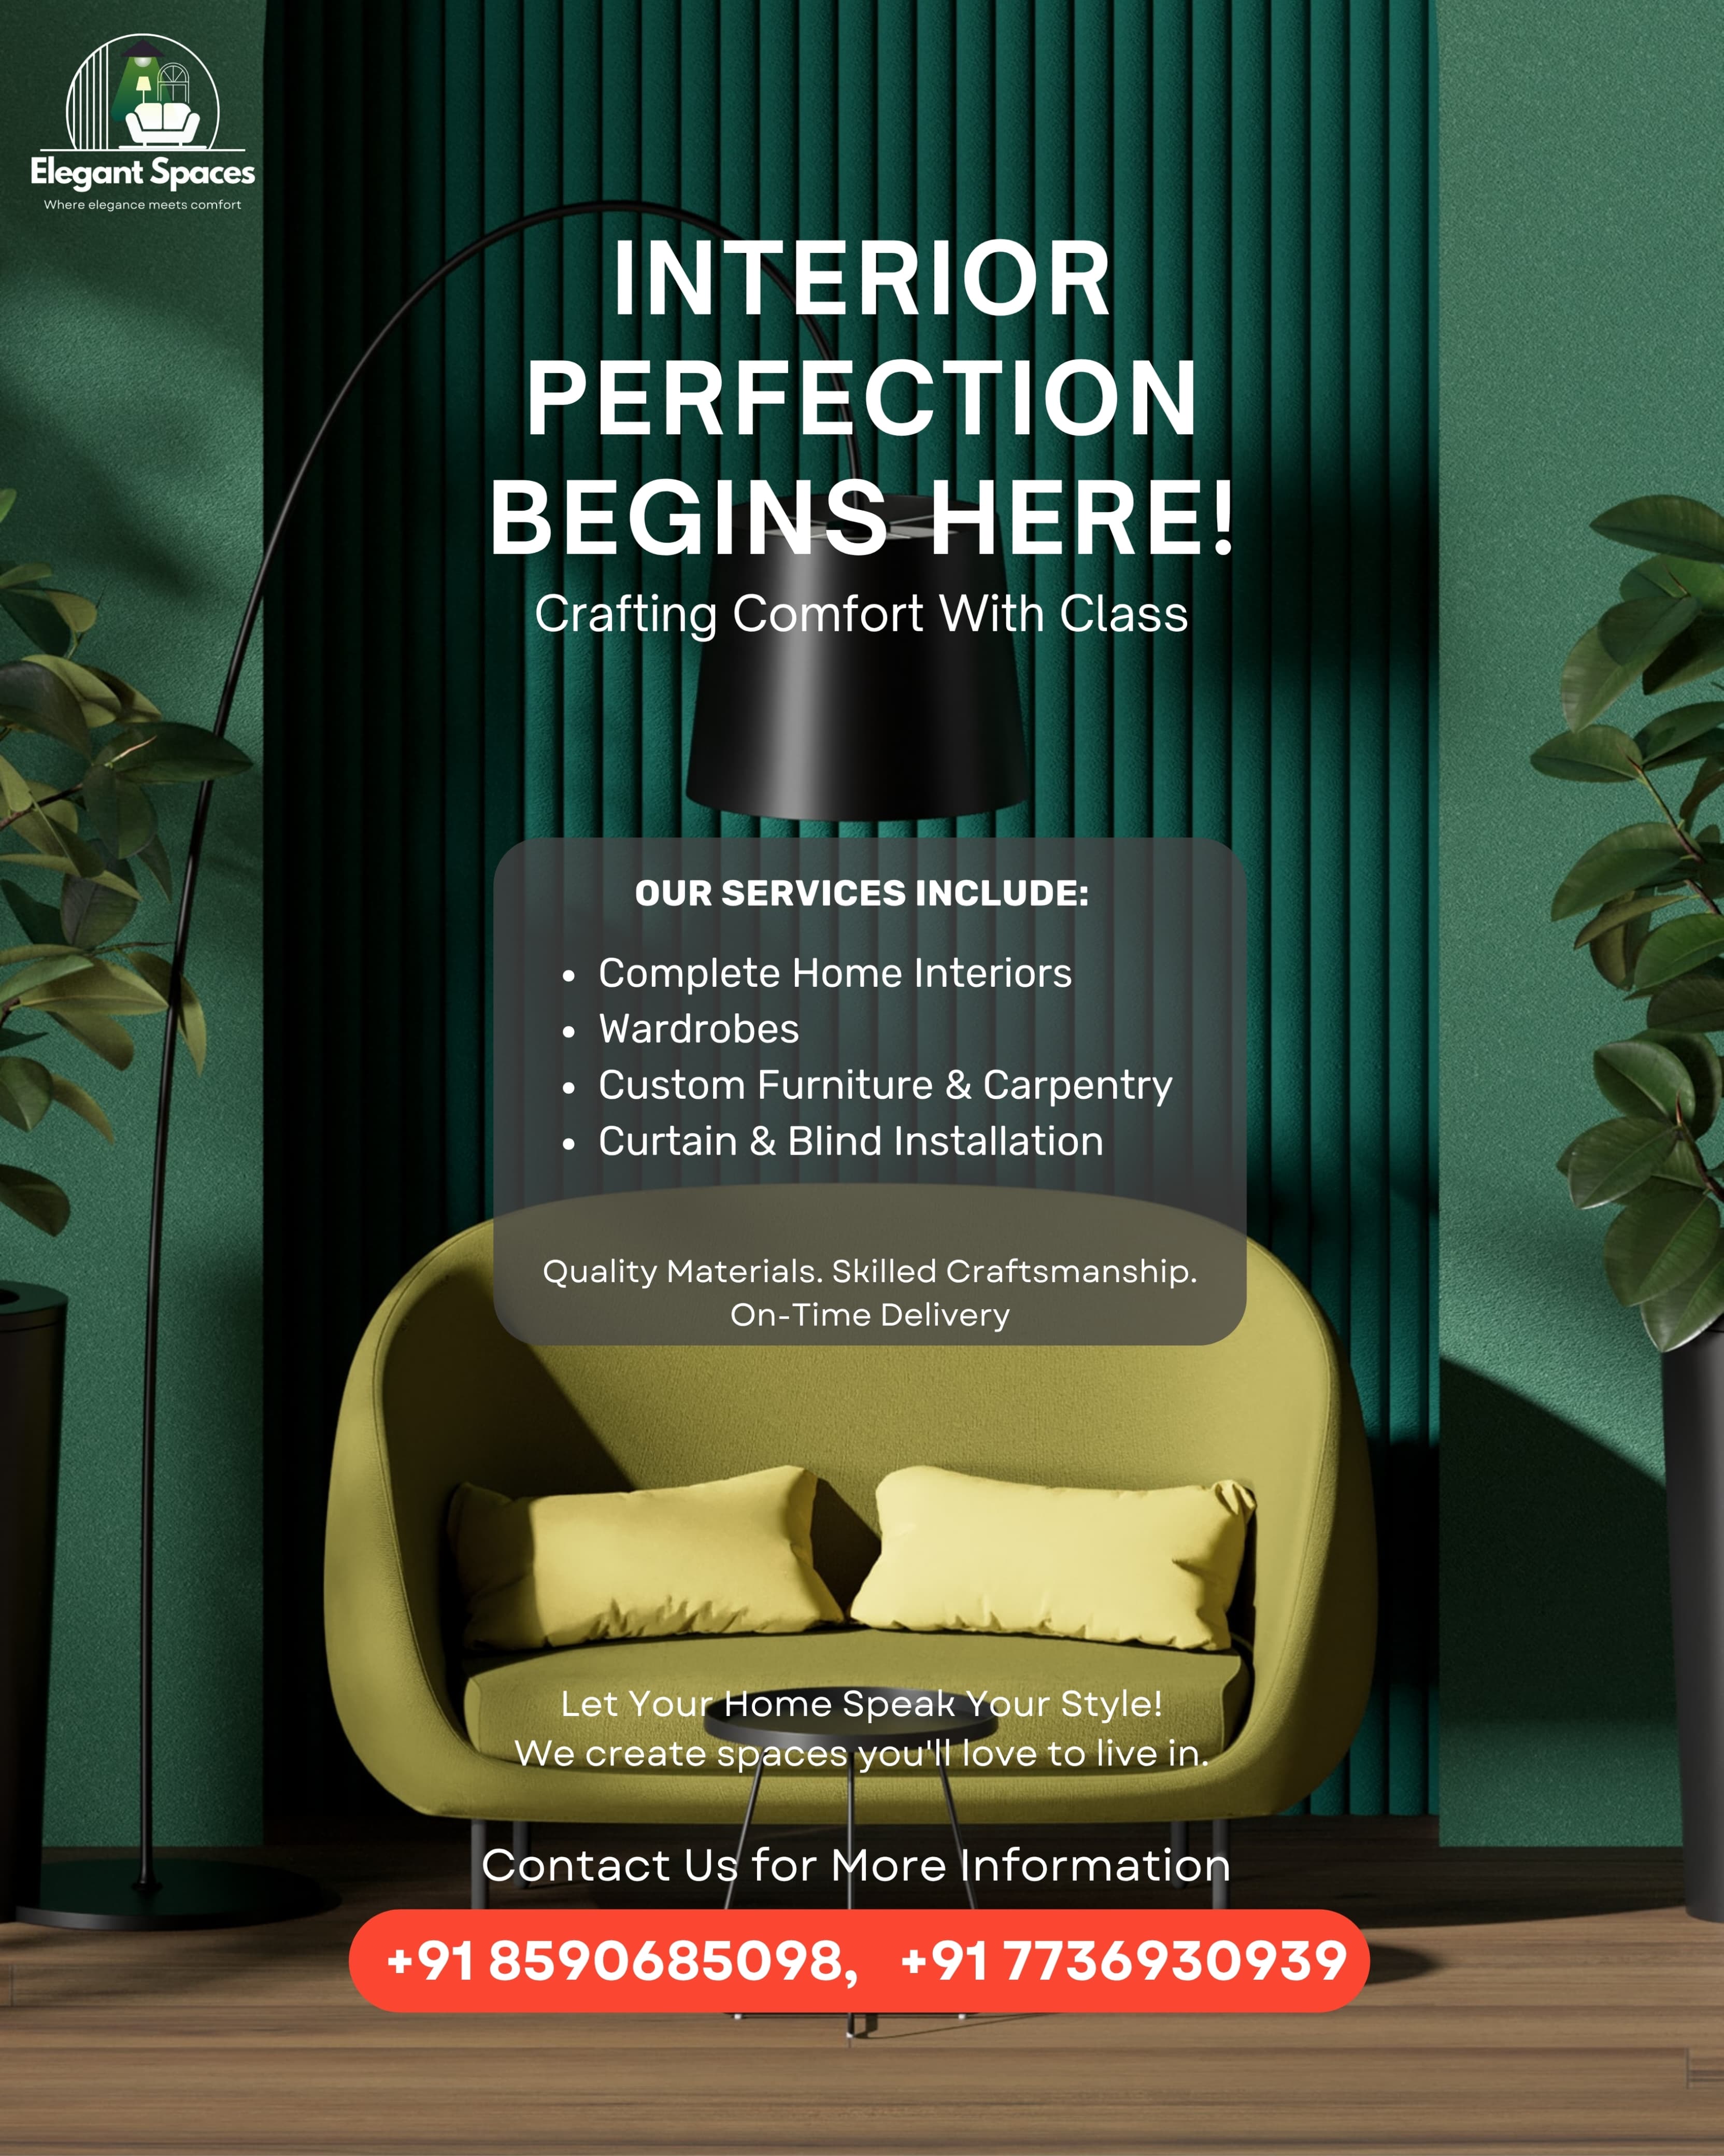 Elegant Spaces
Where elegance meets comfort
INTERIOR
PERFECTION
BEGINS HERE!
Crafting Comfort With Class
OUR SERVICES INCLUDE:
• Complete Home Interiors
• Wardrobes
• Custom Furniture & Carpentry
• Curtain & Blind Installation
Quality Materials. Skilled Craftsmanship.
On-Time Delivery
Let Your Home Speak Your Style!
We create spaces you'll love to live in.
Contact Us for More Information
+91 8590685098, +91 7736930939